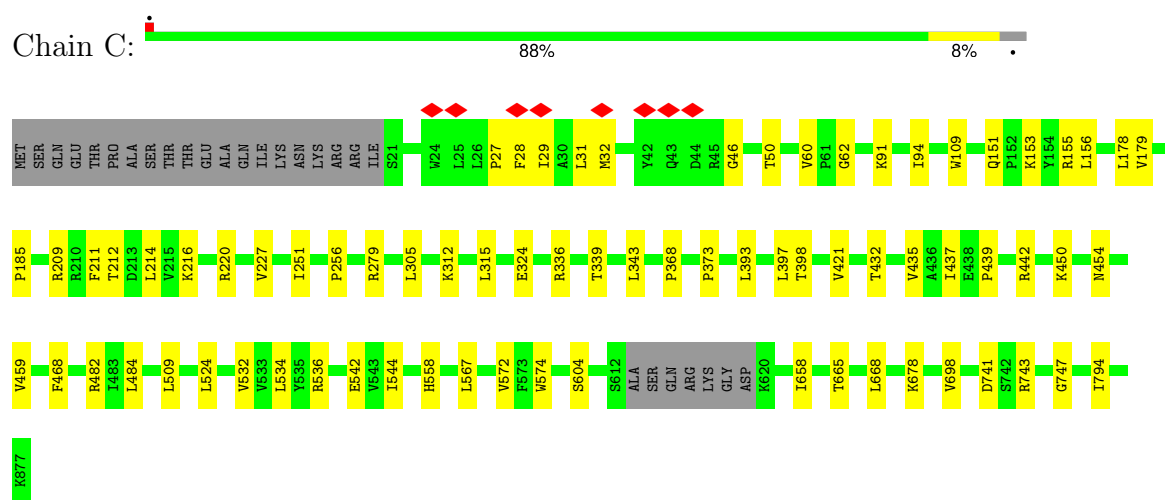 Chain C: 88% 8%
MET SER GLN GLU THR PRO ALA SER THR THR GLU ALA GLN ILE LYS ASN LYS ARG ARG ILE S21 W24 L25 L26 P27 F28 I29 A30 L31 M32 Y42 Q43 D44 R45 G46 T50 V60 P61 G62 K91 I94 W109 Q151 P152 K153 Y154 R155 L156 L178 V179
P185 R209 R210 F211 T212 D213 L214 V215 K216 R220 V227 I251 P256 R279 L305 K312 L315 E324 R336 T339 L343 P368 P373 L393 L397 T398 V421 T432 V435 A436 I437 E438 P439 R442 K450 N454
V459 F468 R482 I483 L484 L509 L524 V532 V533 L534 Y535 R536 E542 V543 I544 H558 L567 V572 F573 W574 S604 S612 ALA SER GLN ARG LYS GLY ASP K620 I658 T665 L668 K678 V698 D741 S742 R743 G747 I794
K877